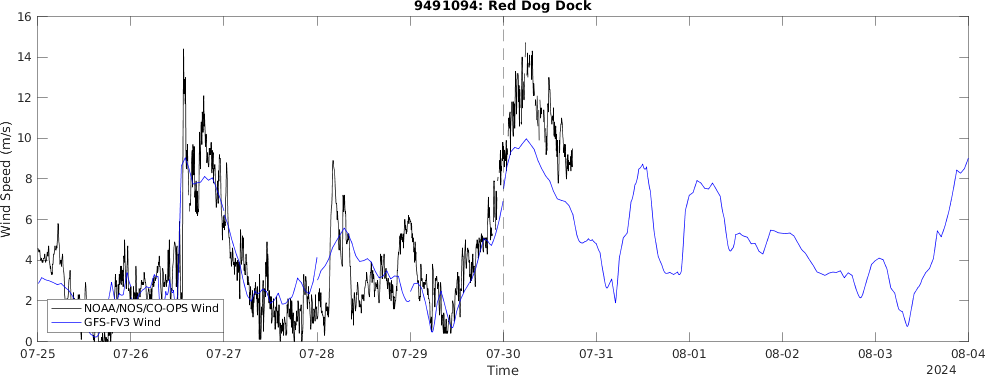 9491094: Red Dog Dock
Wind Speed (m/s)
16
14
12
10
8
6
4
2
0
NOAA/NOS/CO-OPS Wind
GFS-FV3 Wind
07-25 07-26 07-27 07-28 07-29 07-30 07-31 08-01 08-02 08-03 08-04
Time
2024